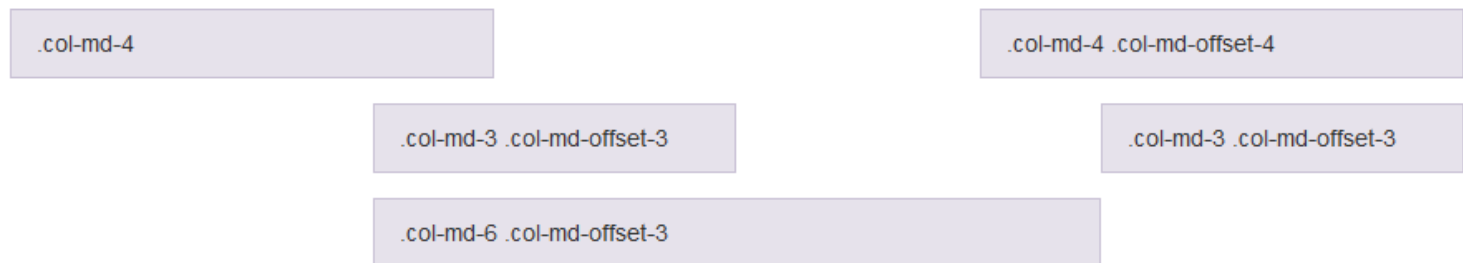 .col-md-4 .col-md-4 .col-md-offset-4
.col-md-3 .col-md-offset-3 .col-md-3 .col-md-offset-3
.col-md-6 .col-md-offset-3